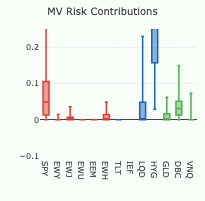 MV Risk Contributions
0.2
0.1
0
−0.1
SPY
EWY
EWJ
EWU
EEM
EWH
TLT
IEF
LQD
HYG
GLD
DBC
VNQ